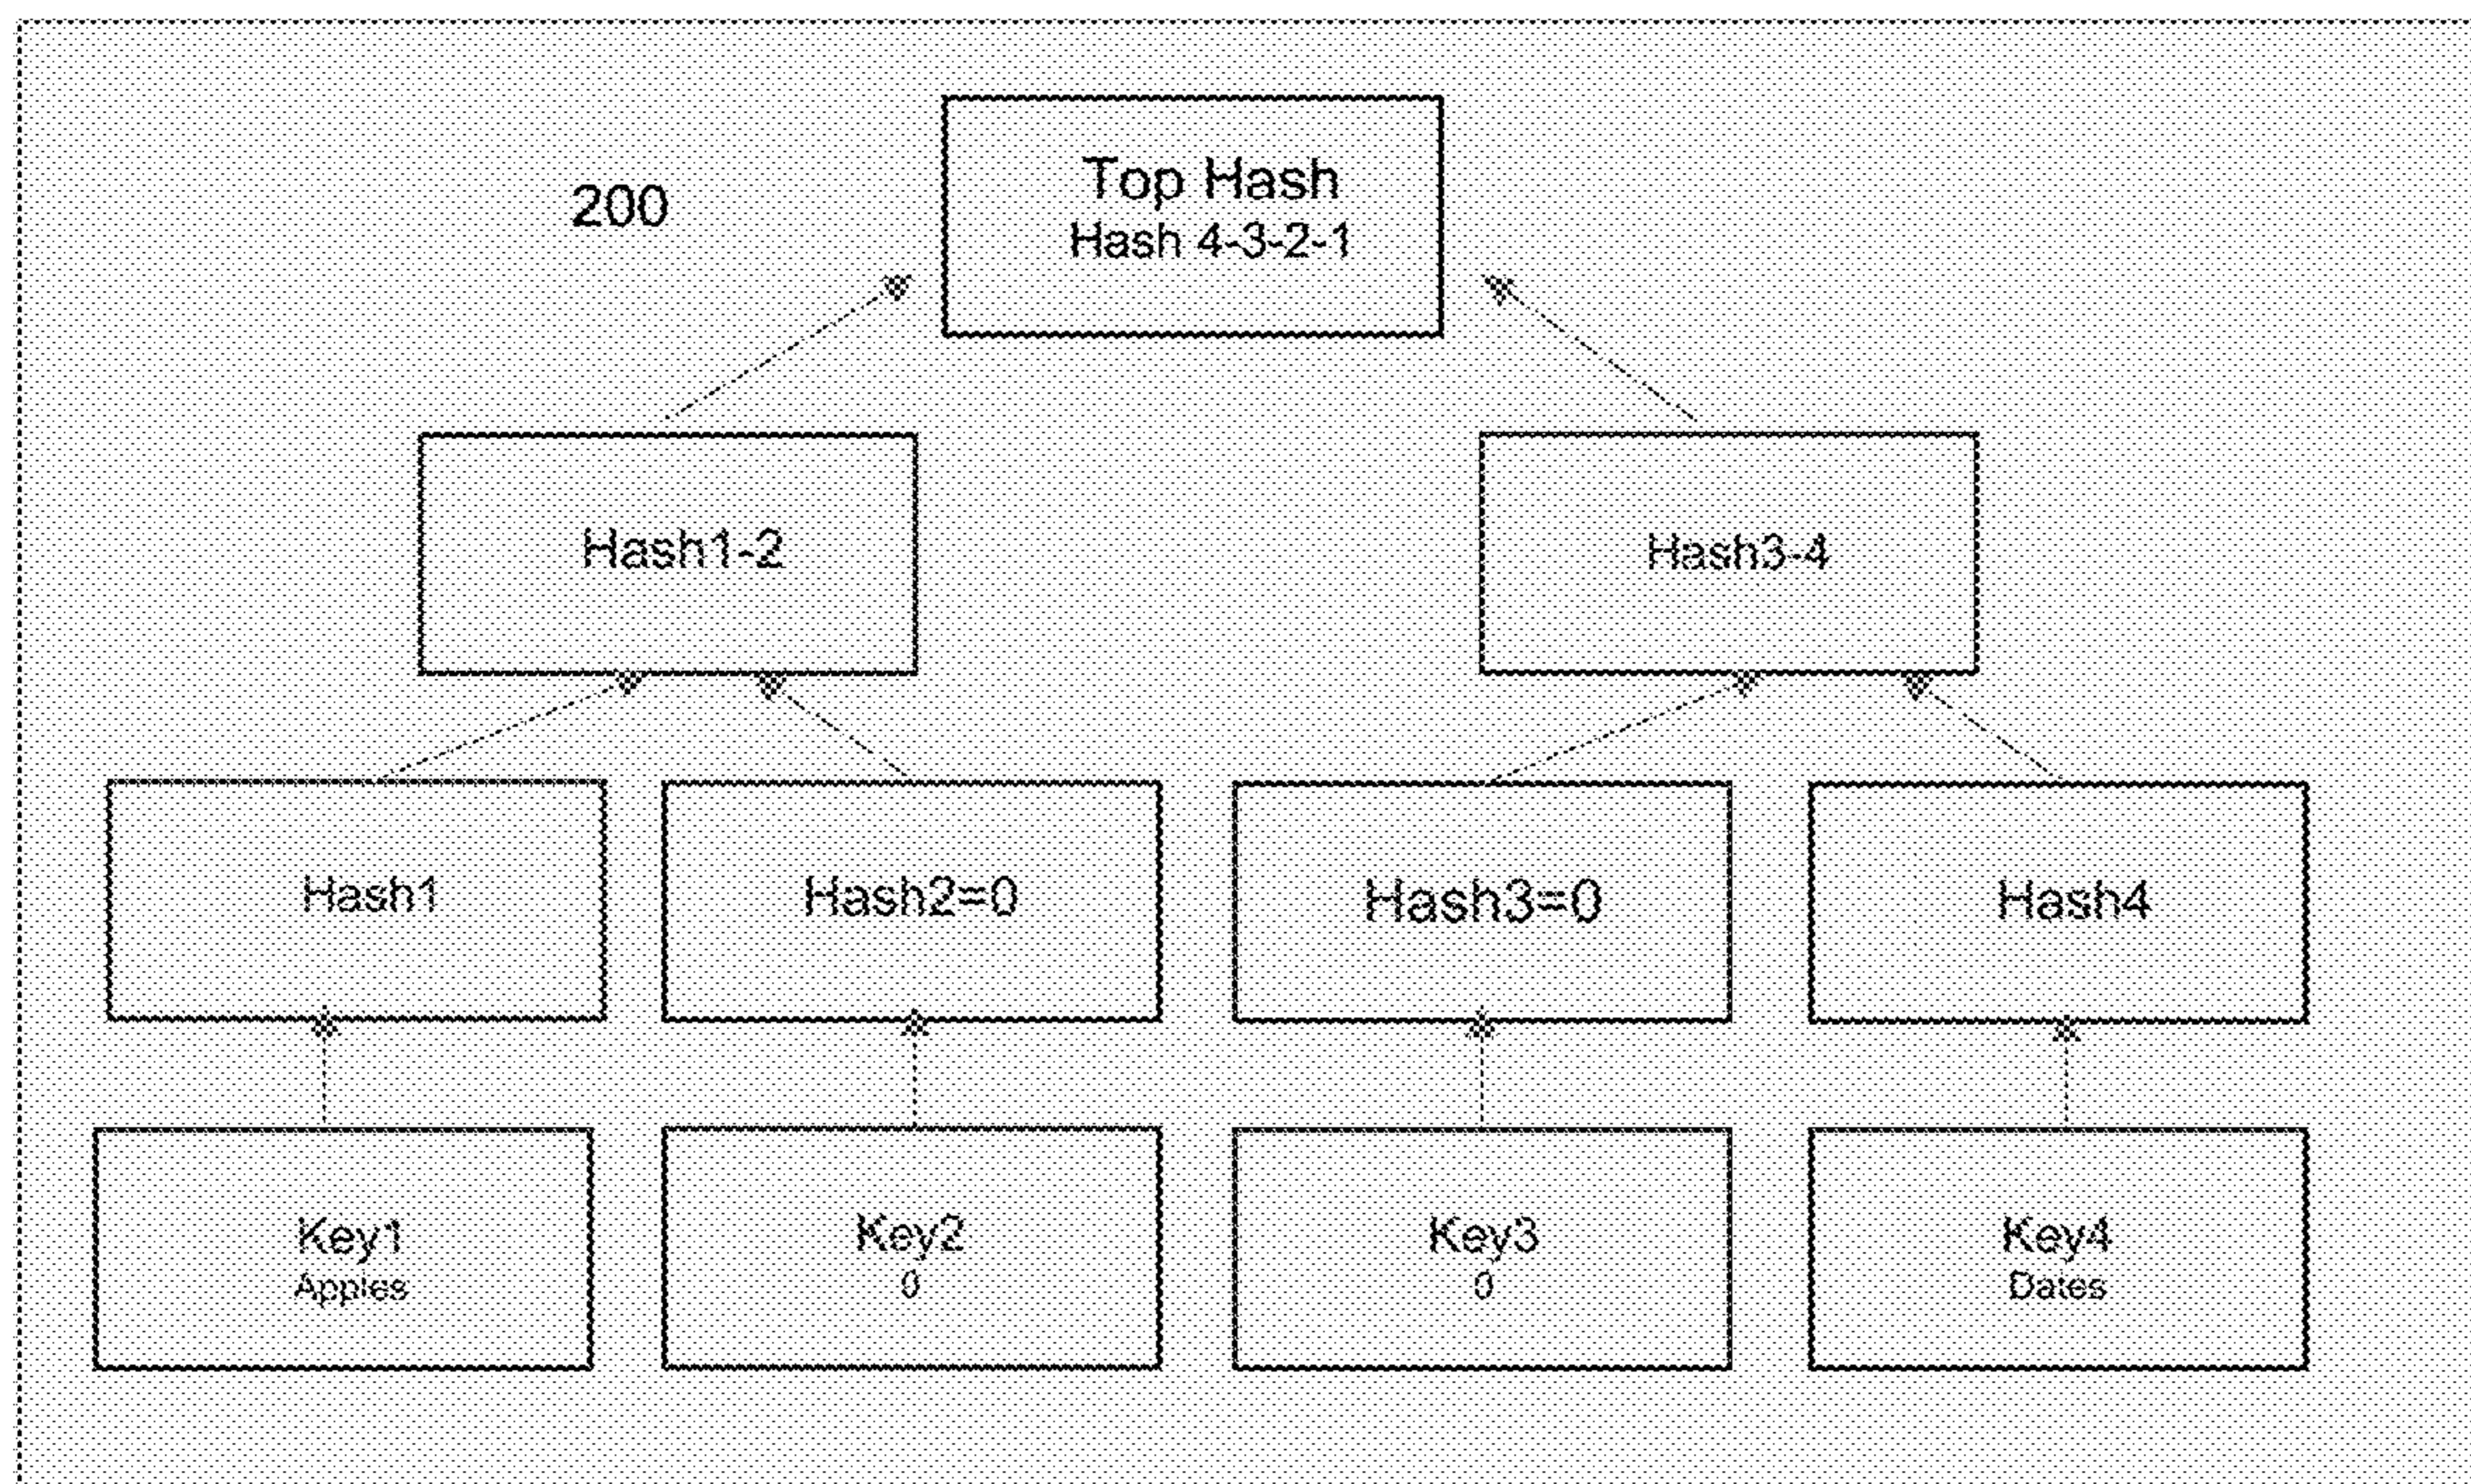 200
Top Hash
Hash 4-3-2-1
Hash1-2
Hash3-4
Hash1
Hash2=0
Hash3=0
Hash4
Key1
Apples
Key2
0
Key3
0
Key4
Dates